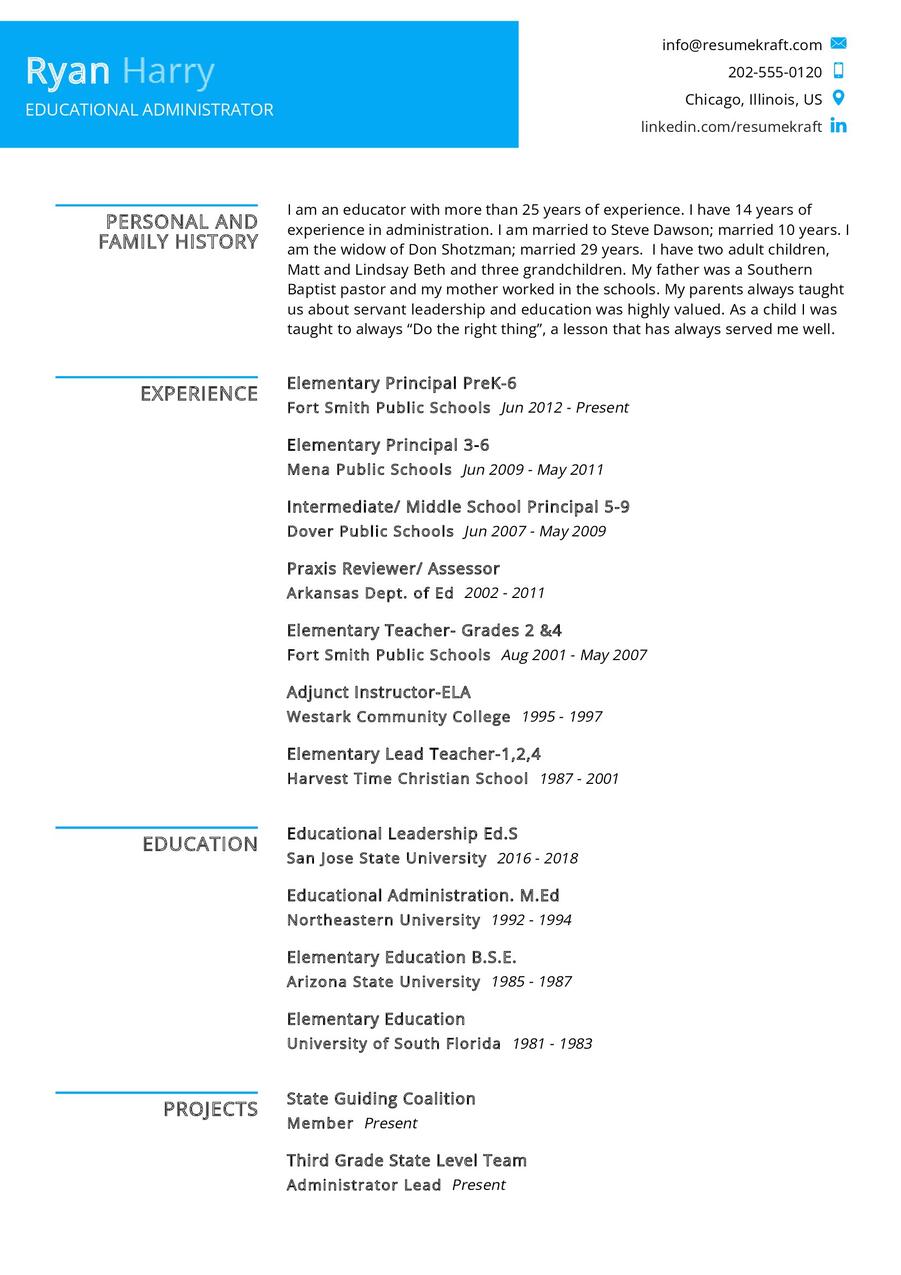 Ryan Harry
EDUCATIONAL ADMINISTRATOR
info@resumekraft.com
202-555-0120
Chicago, Illinois, US
linkedin.com/resumekraft
in
PERSONAL AND
FAMILY HISTORY
I am an educator with more than 25 years of experience. I have 14 years of
experience in administration. I am married to Steve Dawson; married 10 years. I
am the widow of Don Shotzman; married 29 years.  I have two adult children,
Matt and Lindsay Beth and three grandchildren. My father was a Southern
Baptist pastor and my mother worked in the schools. My parents always taught
us about servant leadership and education was highly valued. As a child I was
taught to always “Do the right thing”, a lesson that has always served me well.
EXPERIENCE
Elementary Principal PreK-6
Fort Smith Public Schools Jun 2012 - Present
Elementary Principal 3-6
Mena Public Schools Jun 2009 - May 2011
Intermediate/ Middle School Principal 5-9
Dover Public Schools Jun 2007 - May 2009
Praxis Reviewer/ Assessor
Arkansas Dept. of Ed 2002 - 2011
Elementary Teacher- Grades 2 &4
Fort Smith Public Schools Aug 2001 - May 2007
Adjunct Instructor-ELA
Westark Community College 1995 - 1997
Elementary Lead Teacher-1,2,4
Harvest Time Christian School 1987 - 2001
EDUCATION
Educational Leadership Ed.S
San Jose State University 2016 - 2018
Educational Administration. M.Ed
Northeastern University 1992 - 1994
Elementary Education B.S.E.
Arizona State University 1985 - 1987
Elementary Education
University of South Florida 1981 - 1983
PROJECTS
State Guiding Coalition
Member Present
Third Grade State Level Team
Administrator Lead Present